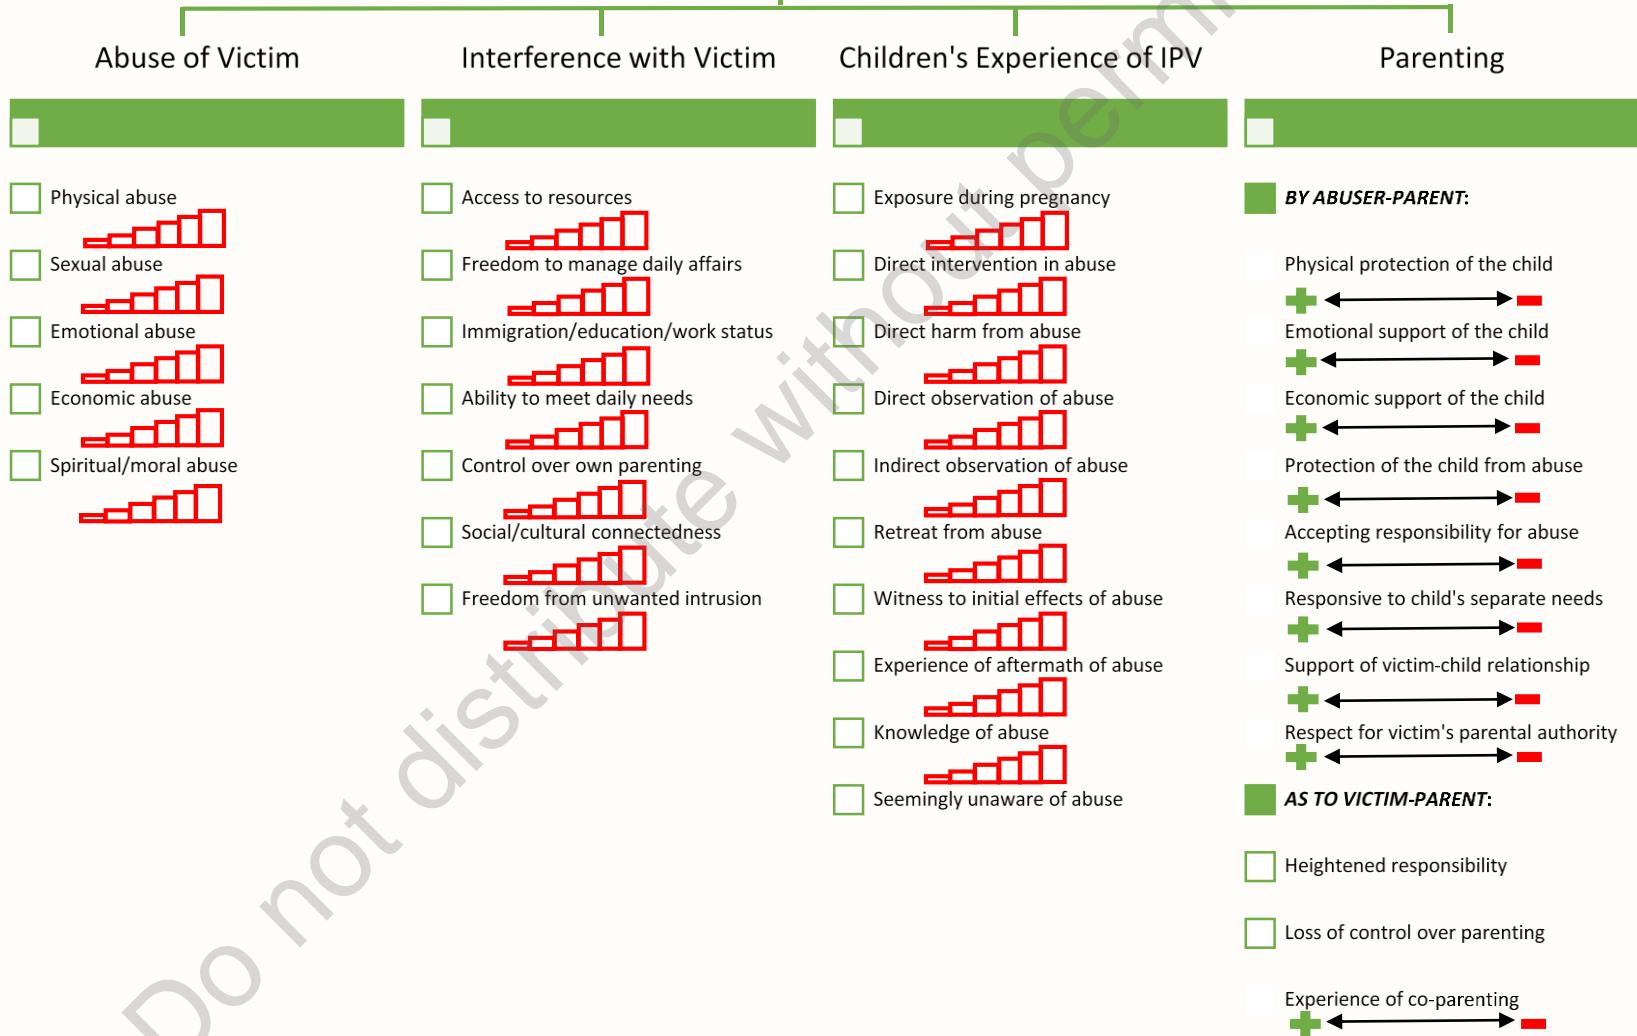 Abuse of Victim
Interference with Victim
Children's Experience of IPV
Parenting
Physical abuse
Sexual abuse
Emotional abuse
Economic abuse
Spiritual/moral abuse
Access to resources
Freedom to manage daily affairs
Immigration/education/work status
Ability to meet daily needs
Control over own parenting
Social/cultural connectedness
Freedom from unwanted intrusion
Exposure during pregnancy
Direct intervention in abuse
Direct harm from abuse
Direct observation of abuse
Indirect observation of abuse
Retreat from abuse
Witness to initial effects of abuse
Experience of aftermath of abuse
Knowledge of abuse
Seemingly unaware of abuse
BY ABUSER-PARENT:
Physical protection of the child
Emotional support of the child
Economic support of the child
Protection of the child from abuse
Accepting responsibility for abuse
Responsive to child's separate needs
Support of victim-child relationship
Respect for victim's parental authority
AS TO VICTIM-PARENT:
Heightened responsibility
Loss of control over parenting
Experience of co-parenting
Do not distribute without